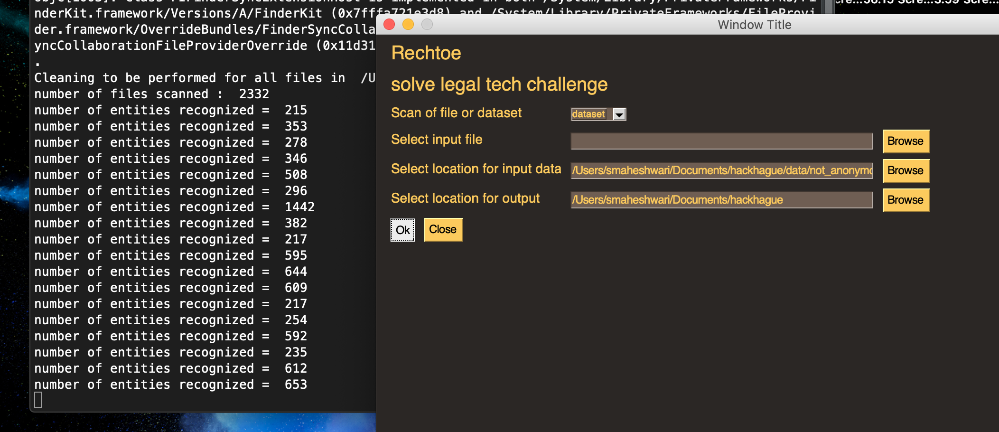 nderKit.framework/Versions/A/FinderKit (0x7fffa721e3d8) and /System/Library/PrivateFrameworks/FileProvi
der.framework/OverrideBundles/FinderSyncColla
yncCollaborationFileProviderOverride (0x11d31
.
Cleaning to be performed for all files in /U
number of files scanned : 2332
number of entities recognized = 215
number of entities recognized = 353
number of entities recognized = 278
number of entities recognized = 346
number of entities recognized = 508
number of entities recognized = 296
number of entities recognized = 1442
number of entities recognized = 382
number of entities recognized = 217
number of entities recognized = 595
number of entities recognized = 644
number of entities recognized = 609
number of entities recognized = 217
number of entities recognized = 254
number of entities recognized = 592
number of entities recognized = 235
number of entities recognized = 612
number of entities recognized = 653
Window Title
Rechtoe
solve legal tech challenge
Scan of file or dataset dataset
Select input file Browse
Select location for input data /Users/smaheshwari/Documents/hackhague/data/not_anonymo Browse
Select location for output /Users/smaheshwari/Documents/hackhague Browse
Ok Close